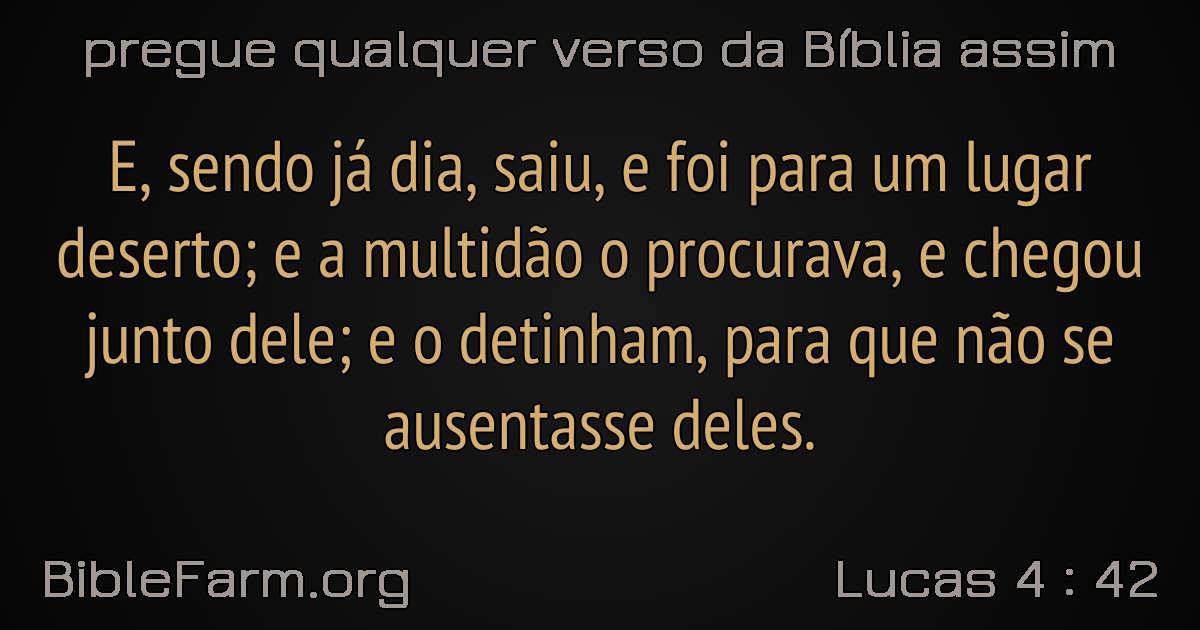 pregue qualquer verso da Bíblia assim
E, sendo já dia, saiu, e foi para um lugar
deserto; e a multidão o procurava, e chegou
junto dele; e o detinham, para que não se
ausentasse deles.
BibleFarm.org
Lucas 4 : 42